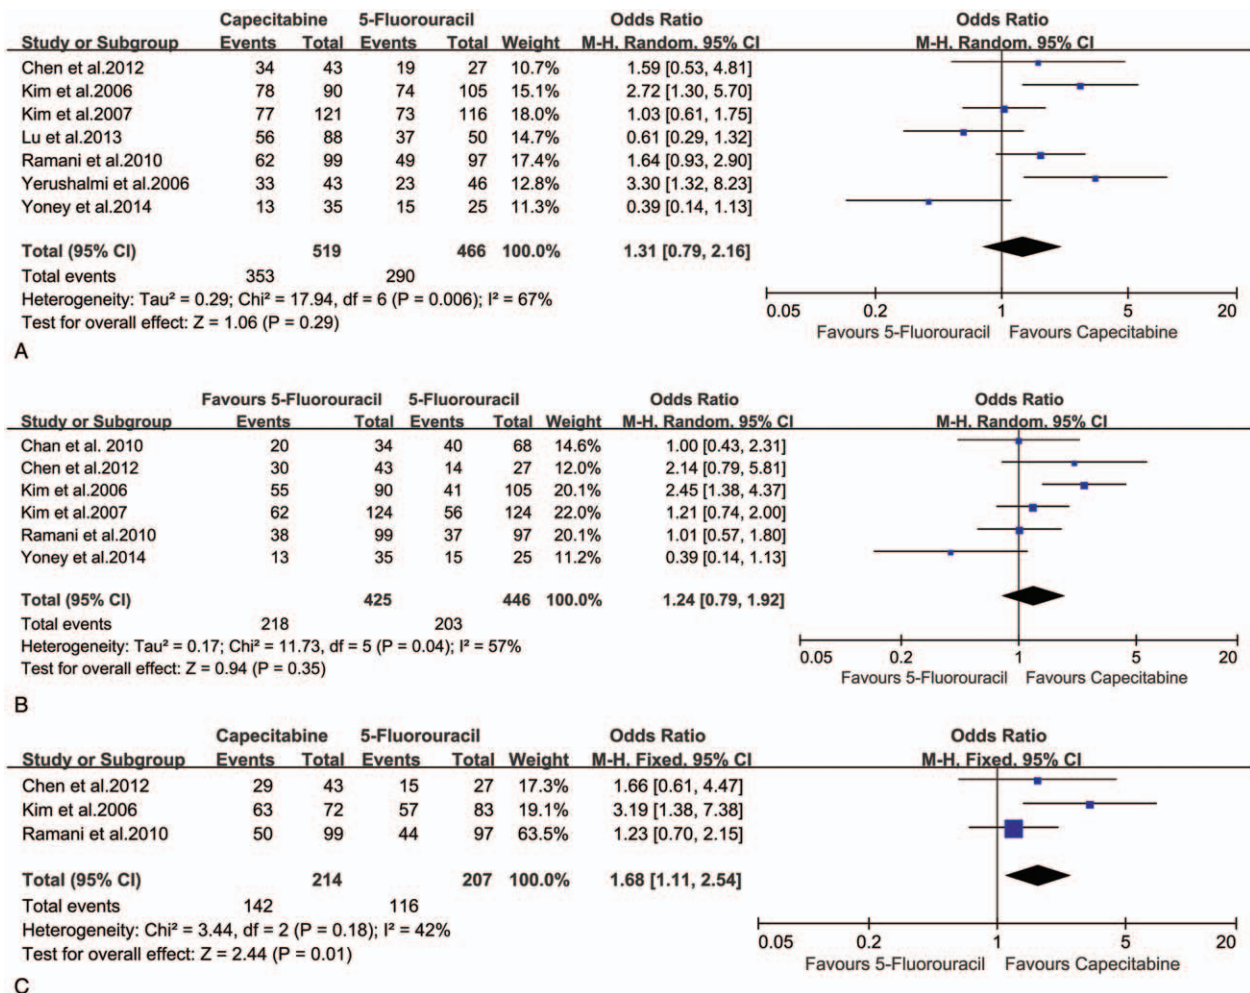 Capecitabine 5-Fluorouracil Odds Ratio Odds Ratio
Study or Subgroup Events Total Events Total Weight M-H, Random, 95% CI M-H, Random, 95% CI
Chen et al.2012 34 43 19 27 10.7% 1.59 [0.53, 4.81]
Kim et al.2006 78 90 74 105 15.1% 2.72 [1.30, 5.70]
Kim et al.2007 77 121 73 116 18.0% 1.03 [0.61, 1.75]
Lu et al.2013 56 88 37 50 14.7% 0.61 [0.29, 1.32]
Ramani et al.2010 62 99 49 97 17.4% 1.64 [0.93, 2.90]
Yerushalmi et al.2006 33 43 23 46 12.8% 3.30 [1.32, 8.23]
Yoney et al.2014 13 35 15 25 11.3% 0.39 [0.14, 1.13]
Total (95% CI) 519 466 100.0% 1.31 [0.79, 2.16]
Total events 353 290
Heterogeneity: Tau² = 0.29; Chi² = 17.94, df = 6 (P = 0.006); I² = 67%
Test for overall effect: Z = 1.06 (P = 0.29)
0.05 0.2 1 5 20
Favours 5-Fluorouracil Favours Capecitabine
A
Favours 5-Fluorouracil 5-Fluorouracil Odds Ratio Odds Ratio
Study or Subgroup Events Total Events Total Weight M-H, Random, 95% CI M-H, Random, 95% CI
Chan et al. 2010 20 34 40 68 14.6% 1.00 [0.43, 2.31]
Chen et al.2012 30 43 14 27 12.0% 2.14 [0.79, 5.81]
Kim et al.2006 55 90 41 105 20.1% 2.45 [1.38, 4.37]
Kim et al.2007 62 124 56 124 22.0% 1.21 [0.74, 2.00]
Ramani et al.2010 38 99 37 97 20.1% 1.01 [0.57, 1.80]
Yoney et al.2014 13 35 15 25 11.2% 0.39 [0.14, 1.13]
Total (95% CI) 425 446 100.0% 1.24 [0.79, 1.92]
Total events 218 203
Heterogeneity: Tau² = 0.17; Chi² = 11.73, df = 5 (P = 0.04); I² = 57%
Test for overall effect: Z = 0.94 (P = 0.35)
0.05 0.2 1 5 20
Favours 5-Fluorouracil Favours Capecitabine
B
Capecitabine 5-Fluorouracil Odds Ratio Odds Ratio
Study or Subgroup Events Total Events Total Weight M-H, Fixed, 95% CI M-H, Fixed, 95% CI
Chen et al.2012 29 43 15 27 17.3% 1.66 [0.61, 4.47]
Kim et al.2006 63 72 57 83 19.1% 3.19 [1.38, 7.38]
Ramani et al.2010 50 99 44 97 63.5% 1.23 [0.70, 2.15]
Total (95% CI) 214 207 100.0% 1.68 [1.11, 2.54]
Total events 142 116
Heterogeneity: Chi² = 3.44, df = 2 (P = 0.18); I² = 42%
Test for overall effect: Z = 2.44 (P = 0.01)
0.05 0.2 1 5 20
Favours 5-Fluorouracil Favours Capecitabine
C